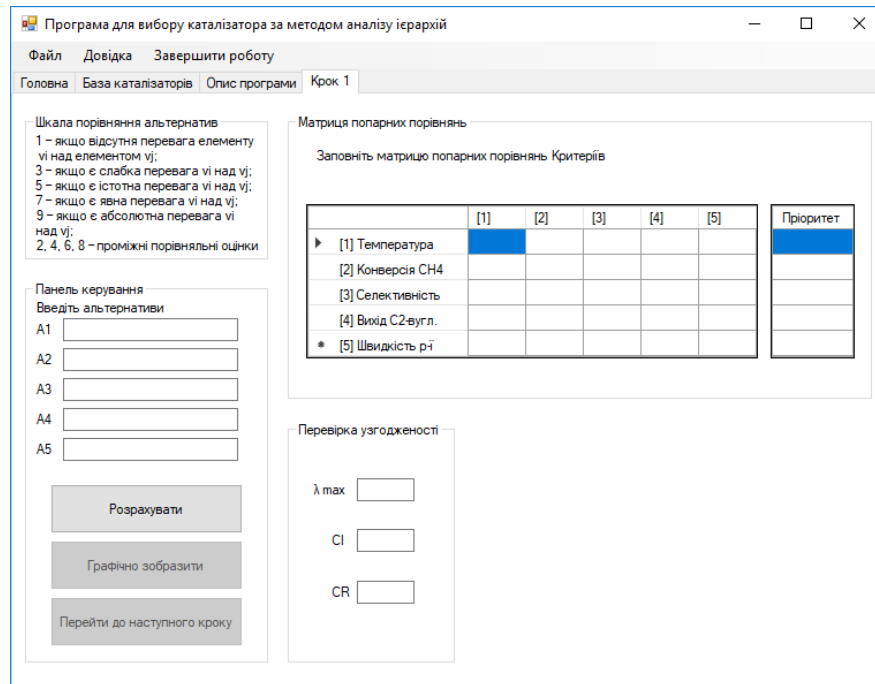 Програма для вибору каталізатора за методом аналізу ієрархій
Файл Довідка Завершити роботу
Головна База каталізаторів Опис програми Крок 1
Шкала порівняння альтернатив
1 – якщо відсутня перевага елементу
vi над елементом vj;
3 – якщо є слабка перевага vi над vj;
5 – якщо є істотна перевага vi над vj;
7 – якщо є явна перевага vi над vj;
9 – якщо є абсолютна перевага vi
над vj;
2, 4, 6, 8 – проміжні порівняльні оцінки
Панель керування
Введіть альтернативи
A1
A2
A3
A4
A5
Розрахувати
Графічно зобразити
Перейти до наступного кроку
Матриця попарних порівнянь
Заповніть матрицю попарних порівнянь Критеріїв
[1] [2] [3] [4] [5] Пріоритет
[1] Температура
[2] Конверсія CH4
[3] Селективність
[4] Вихід C2-вугл.
[5] Швидкість р-ї
Перевірка узгодженості
λ max
CI
CR